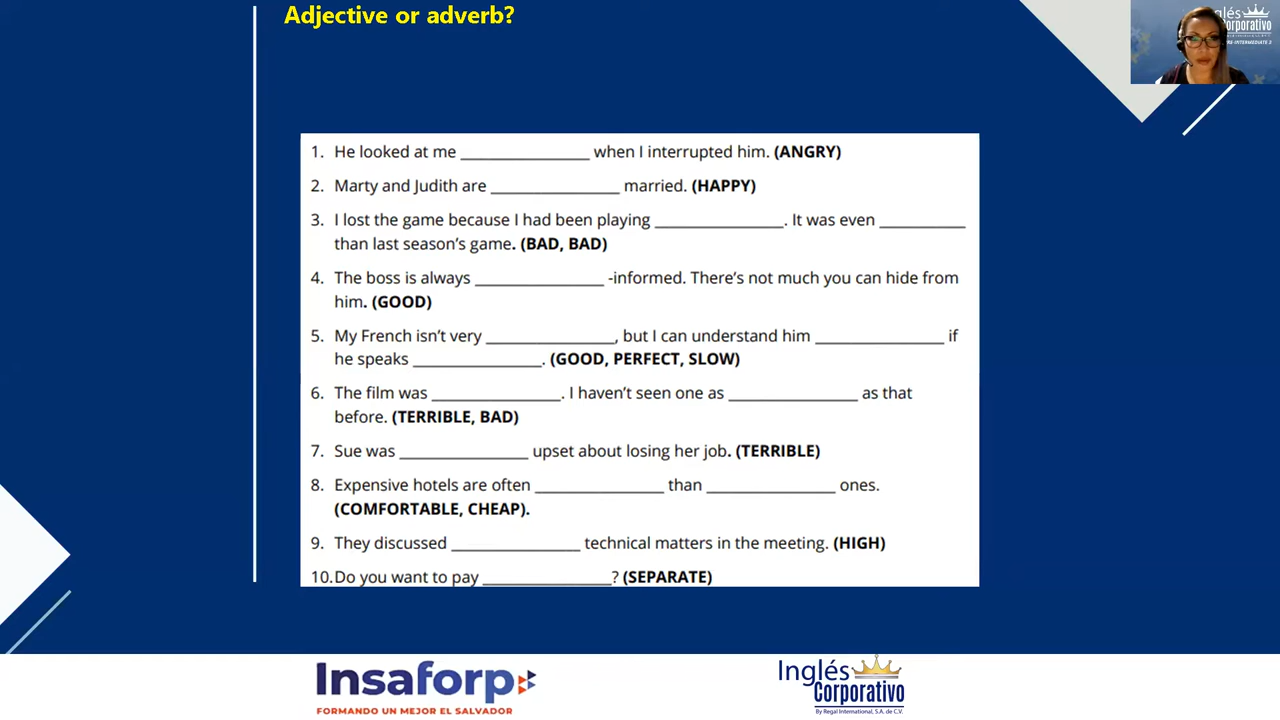 Adjective or adverb?
Inglés
Corporativo
1. He looked at me _______________ when I interrupted him. (ANGRY)
2. Marty and Judith are _______________ married. (HAPPY)
3. I lost the game because I had been playing _______________. It was even __________
than last season's game. (BAD, BAD)
4. The boss is always _______________ -informed. There's not much you can hide from
him. (GOOD)
5. My French isn't very _______________, but I can understand him _______________ if
he speaks _______________. (GOOD, PERFECT, SLOW)
6. The film was _______________. I haven't seen one as _______________ as that
before. (TERRIBLE, BAD)
7. Sue was _______________ upset about losing her job. (TERRIBLE)
8. Expensive hotels are often _______________ than _______________ ones.
(COMFORTABLE, CHEAP).
9. They discussed _______________ technical matters in the meeting. (HIGH)
10. Do you want to pay _______________? (SEPARATE)
Insaforp
FORMANDO UN MEJOR EL SALVADOR
Inglés
Corporativo
By Regal International, S.A. de C.V.